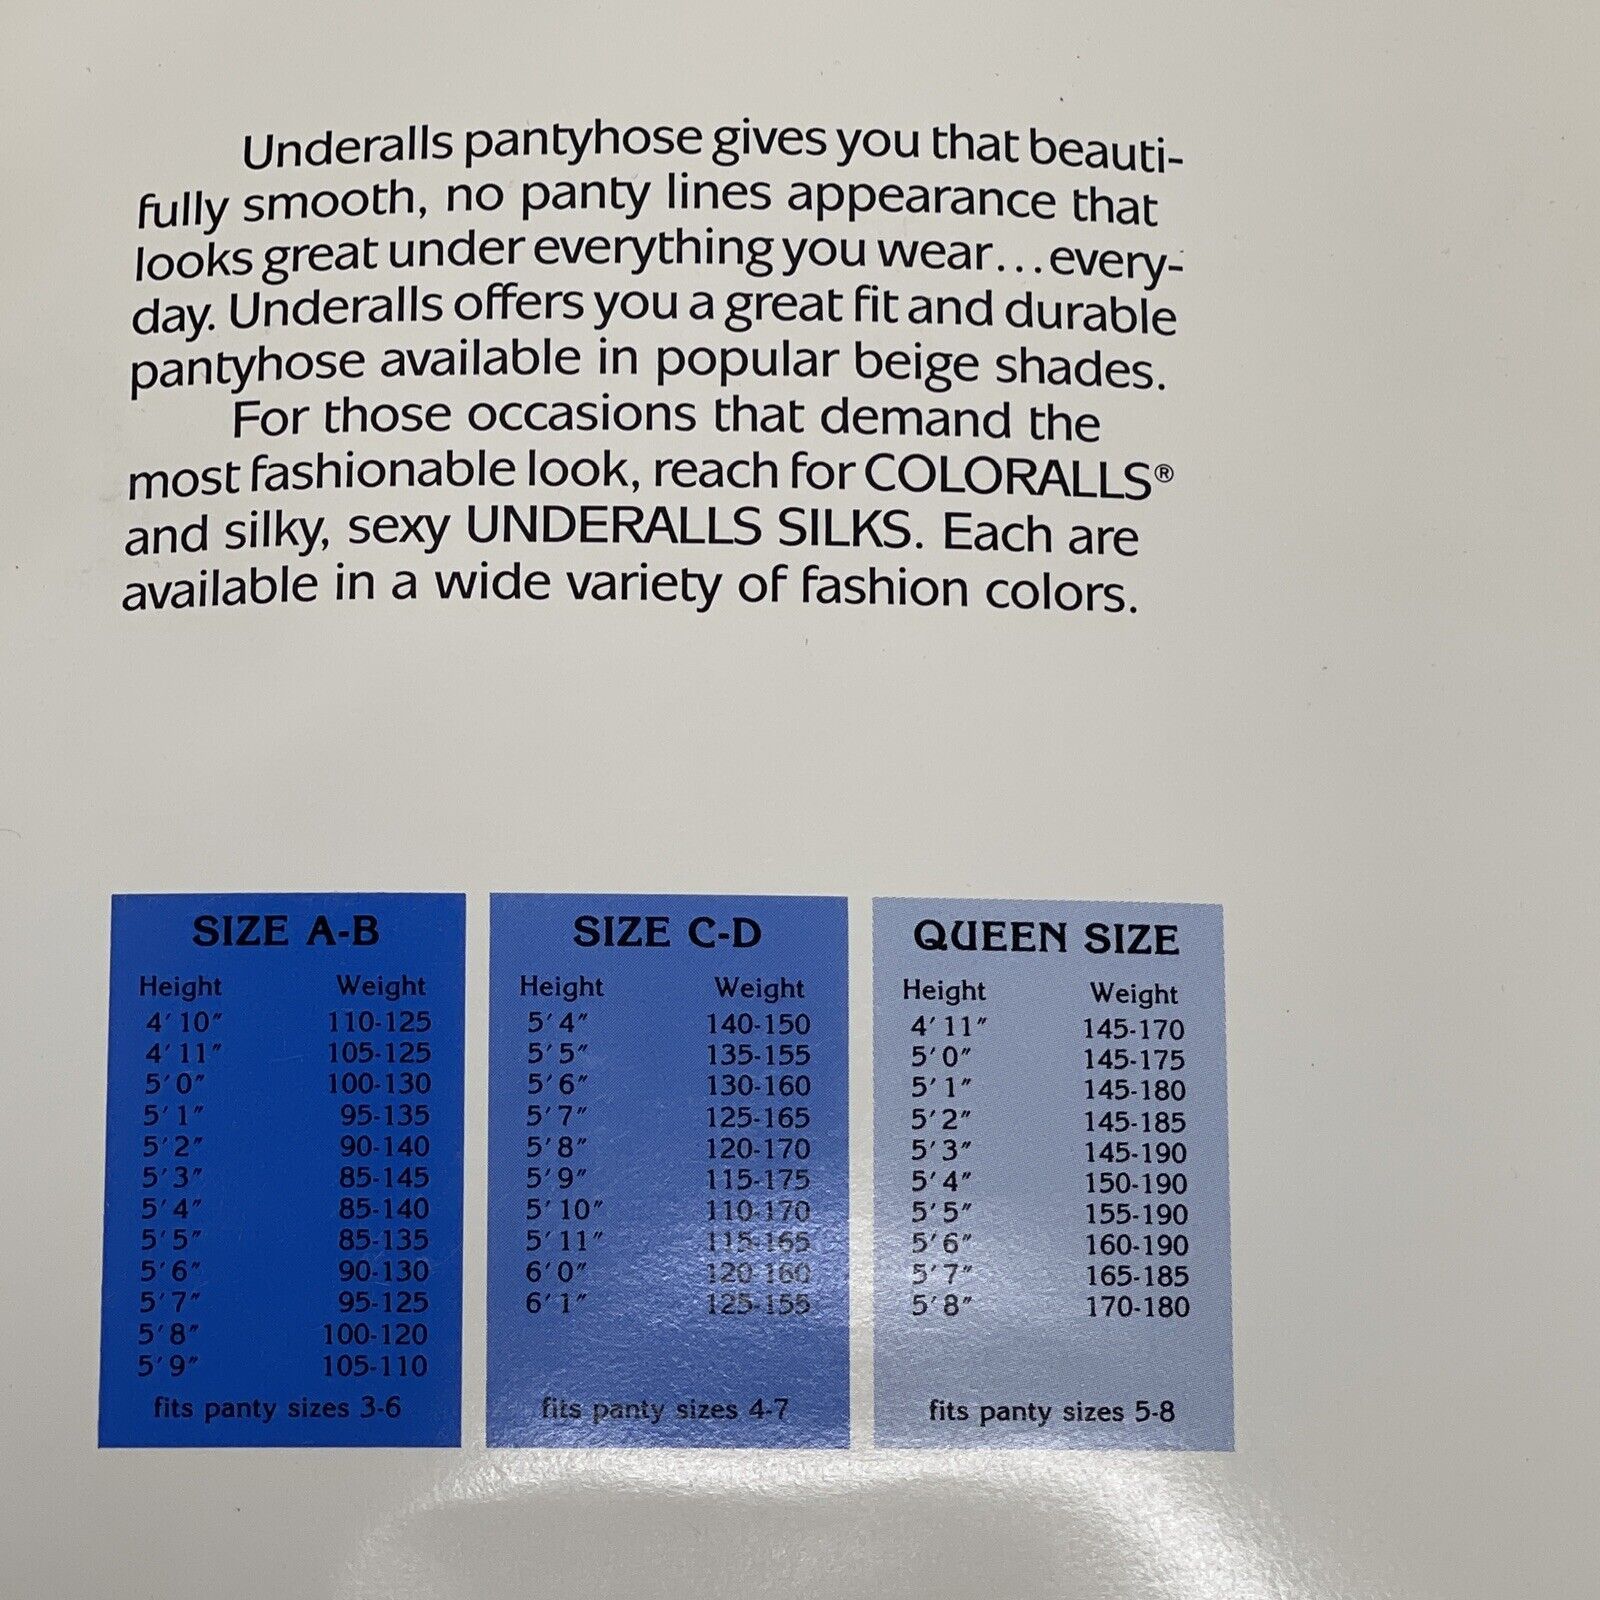 Underalls pantyhose gives you that beauti-
fully smooth, no panty lines appearance that
looks great under everything you wear...every-
day. Underalls offers you a great fit and durable
pantyhose available in popular beige shades.
For those occasions that demand the
most fashionable look, reach for COLORALLS®
and silky, sexy UNDERALLS SILKS. Each are
available in a wide variety of fashion colors.
SIZE A-B
Height Weight
4'10" 110-125
4'11" 105-125
5'0" 100-130
5'1" 95-135
5'2" 90-140
5'3" 85-145
5'4" 85-140
5'5" 85-135
5'6" 90-130
5'7" 95-125
5'8" 100-120
5'9" 105-110
fits panty sizes 3-6
SIZE C-D
Height Weight
5'4" 140-150
5'5" 135-155
5'6" 130-160
5'7" 125-165
5'8" 120-170
5'9" 115-175
5'10" 110-170
5'11" 115-165
6'0" 120-160
6'1" 125-155
fits panty sizes 4-7
QUEEN SIZE
Height Weight
4'11" 145-170
5'0" 145-175
5'1" 145-180
5'2" 145-185
5'3" 145-190
5'4" 150-190
5'5" 155-190
5'6" 160-190
5'7" 165-185
5'8" 170-180
fits panty sizes 5-8